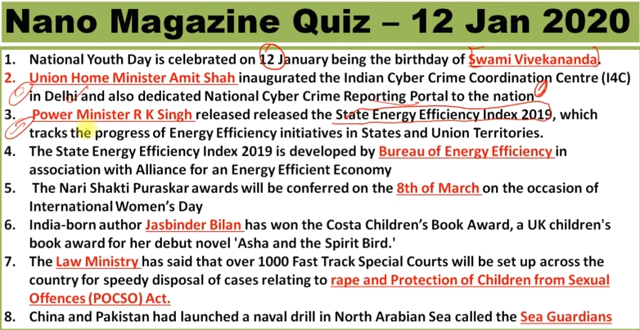 Nano Magazine Quiz – 12 Jan 2020
1. National Youth Day is celebrated on 12 January being the birthday of Swami Vivekananda.
2. Union Home Minister Amit Shah inaugurated the Indian Cyber Crime Coordination Centre (I4C)
in Delhi and also dedicated National Cyber Crime Reporting Portal to the nation
3. Power Minister R K Singh released released the State Energy Efficiency Index 2019, which
tracks the progress of Energy Efficiency initiatives in States and Union Territories.
4. The State Energy Efficiency Index 2019 is developed by Bureau of Energy Efficiency in
association with Alliance for an Energy Efficient Economy
5. The Nari Shakti Puraskar awards will be conferred on the 8th of March on the occasion of
International Women's Day
6. India-born author Jasbinder Bilan has won the Costa Children's Book Award, a UK children's
book award for her debut novel 'Asha and the Spirit Bird.'
7. The Law Ministry has said that over 1000 Fast Track Special Courts will be set up across the
country for speedy disposal of cases relating to rape and Protection of Children from Sexual
Offences (POCSO) Act.
8. China and Pakistan had launched a naval drill in North Arabian Sea called the Sea Guardians